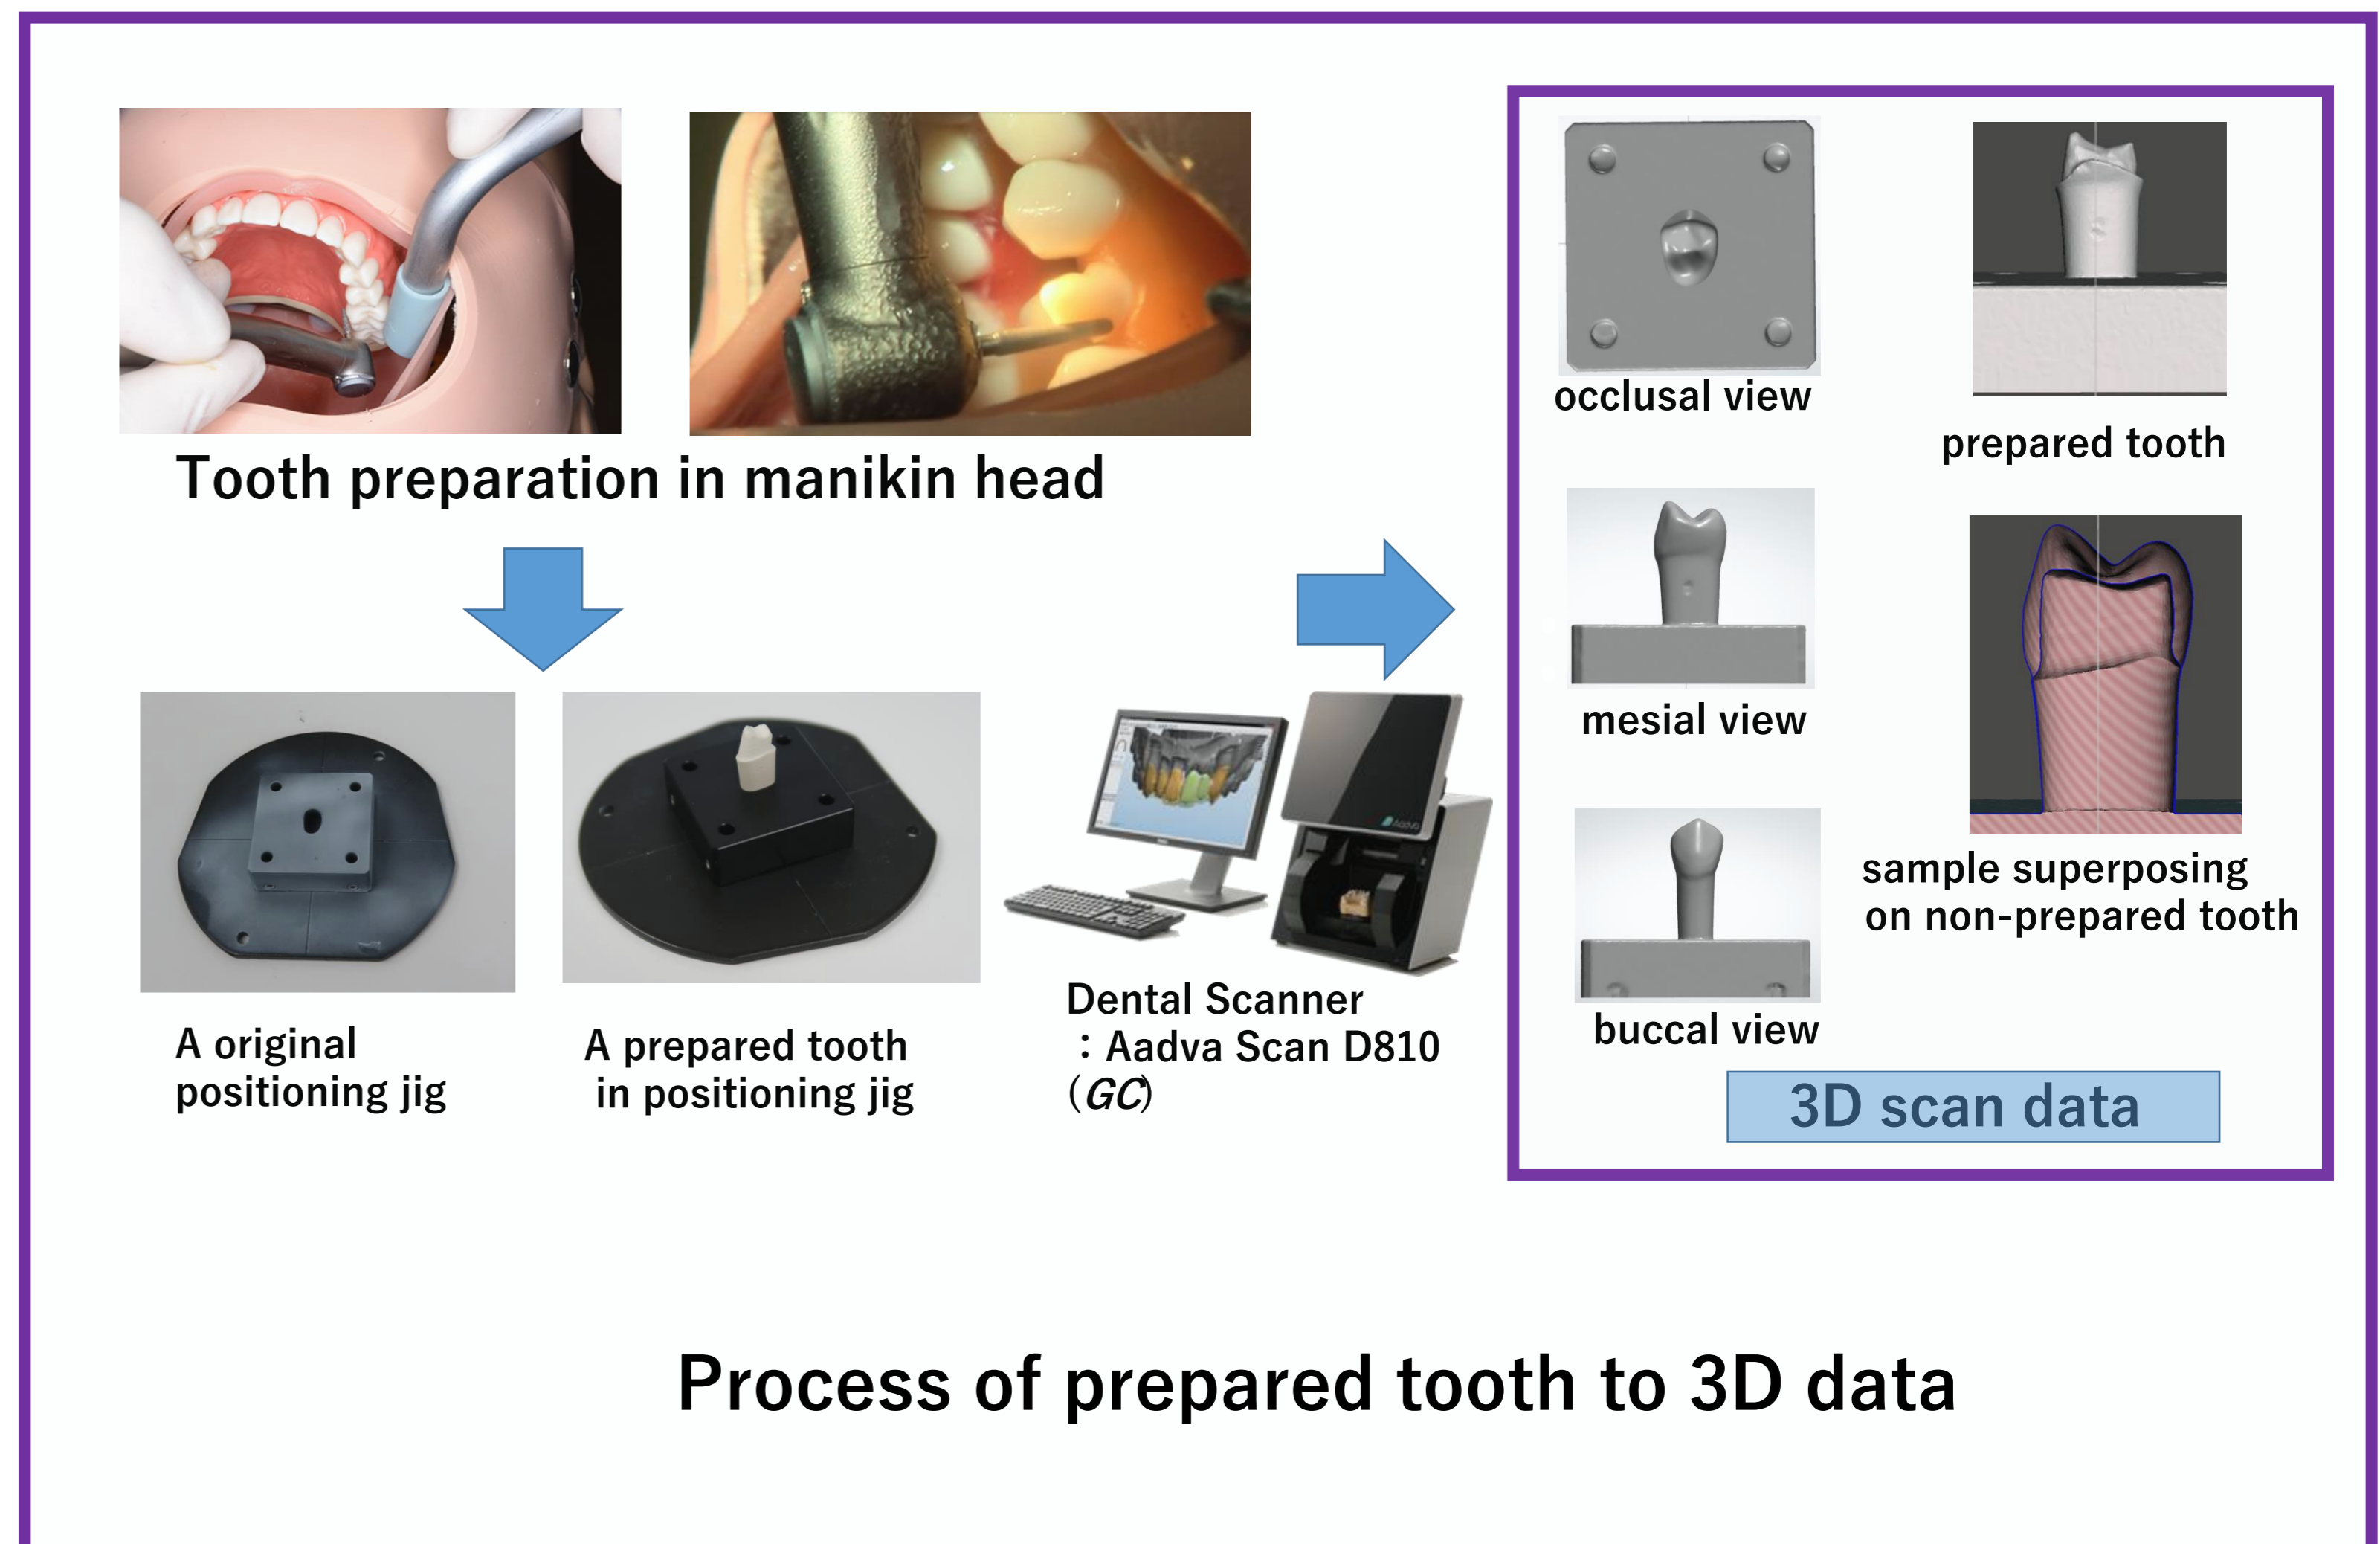 Tooth preparation in manikin head
A original
positioning jig
A prepared tooth
in positioning jig
Aadva
Dental Scanner
：Aadva Scan D810
(GC)
occlusal view
prepared tooth
mesial view
sample superposing
on non-prepared tooth
buccal view
3D scan data
Process of prepared tooth to 3D data